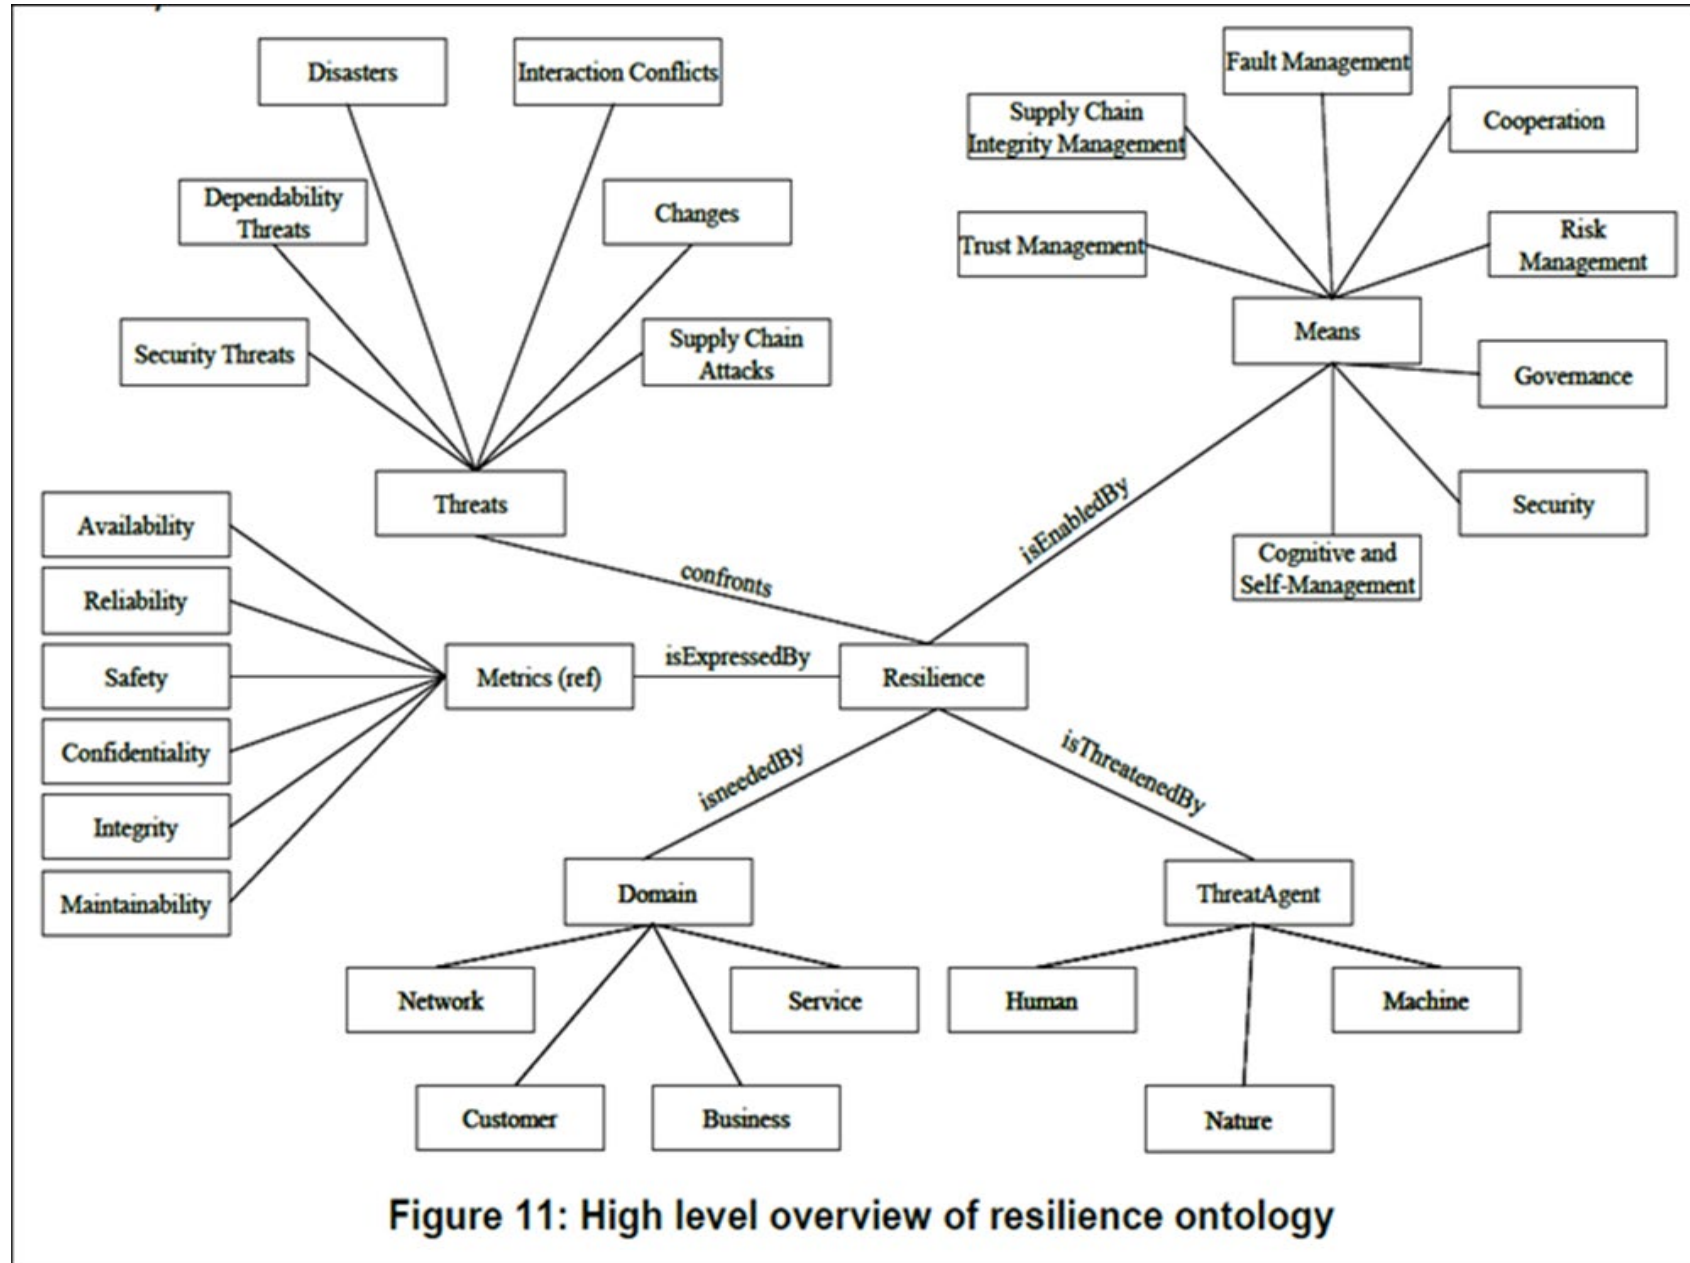 Disasters
Interaction Conflicts
Dependability
Threats
Changes
Security Threats
Supply Chain
Attacks
Threats
Fault Management
Supply Chain
Integrity Management
Cooperation
Trust Management
Risk
Management
Means
Governance
Security
Cognitive and
Self-Management
isEnabledBy
confronts
Availability
Reliability
Safety
Confidentiality
Integrity
Maintainability
Metrics (ref)
isExpressedBy
Resilience
isneededBy
isThreatenedBy
Domain
Network
Service
Customer
Business
ThreatAgent
Human
Machine
Nature
Figure 11: High level overview of resilience ontology